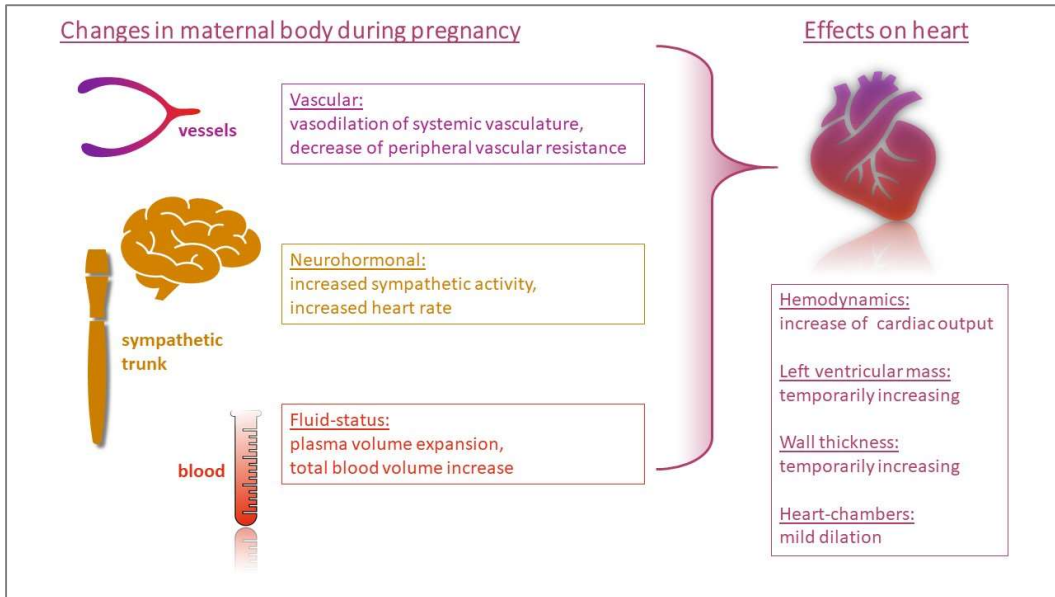 Changes in maternal body during pregnancy
Effects on heart
vessels
Vascular:
vasodilation of systemic vasculature,
decrease of peripheral vascular resistance
sympathetic
trunk
Neurohormonal:
increased sympathetic activity,
increased heart rate
blood
Fluid-status:
plasma volume expansion,
total blood volume increase
Hemodynamics:
increase of cardiac output
Left ventricular mass:
temporarily increasing
Wall thickness:
temporarily increasing
Heart-chambers:
mild dilation